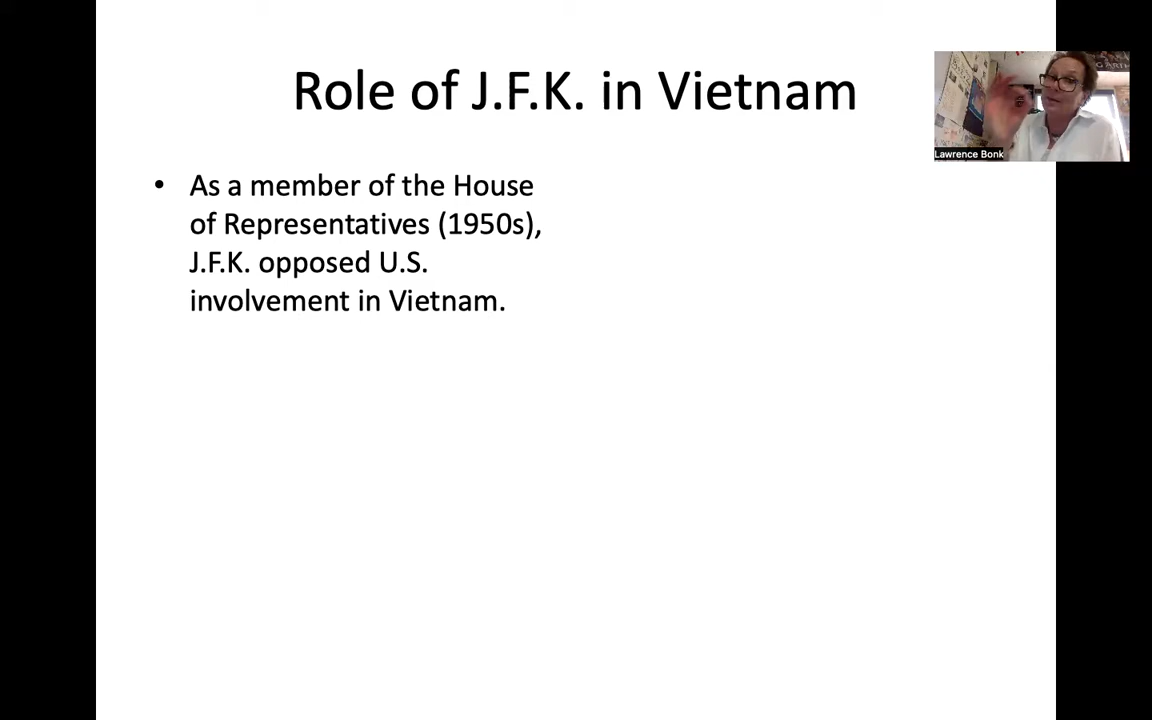 Role of J.F.K. in Vietnam
• As a member of the House
of Representatives (1950s),
J.F.K. opposed U.S.
involvement in Vietnam.
Lawrence Bonk